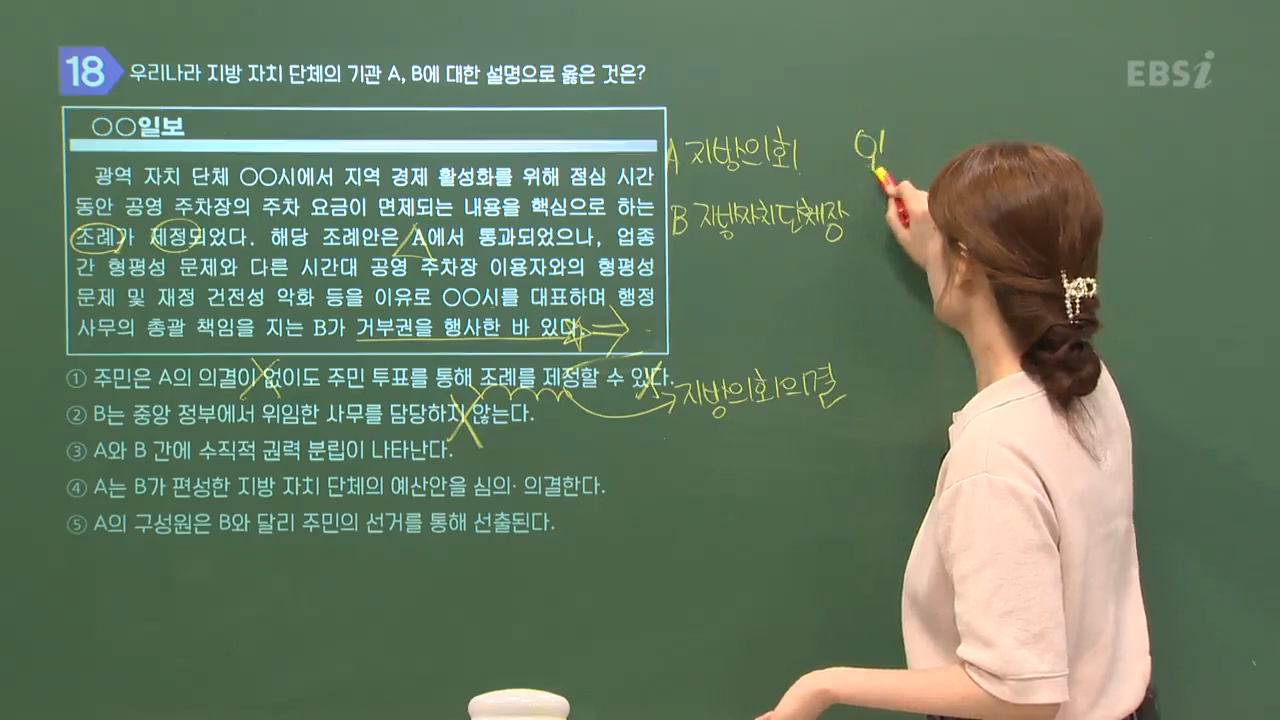 18 우리나라 지방 자치 단체의 기관 A, B에 대한 설명으로 옳은 것은?
EBSi
○○일보
광역 자치 단체 ○○시에서 지역 경제 활성화를 위해 점심 시간
동안 공영 주차장의 주차 요금이 면제되는 내용을 핵심으로 하는
조례가 제정되었다. 해당 조례안은 A에서 통과되었으나, 업종
간 형평성 문제와 다른 시간대 공영 주차장 이용자와의 형평성
문제 및 재정 건전성 악화 등을 이유로 ○○시를 대표하며 행정
사무의 총괄 책임을 지는 B가 거부권을 행사한 바 있다.
A 지방의회
B 지방자치단체장
① 주민은 A의 의결이 없이도 주민 투표를 통해 조례를 제정할 수 있다.
지방의회의결
② B는 중앙 정부에서 위임한 사무를 담당하지 않는다.
③ A와 B 간에 수직적 권력 분립이 나타난다.
④ A는 B가 편성한 지방 자치 단체의 예산안을 심의·의결한다.
⑤ A의 구성원은 B와 달리 주민의 선거를 통해 선출된다.